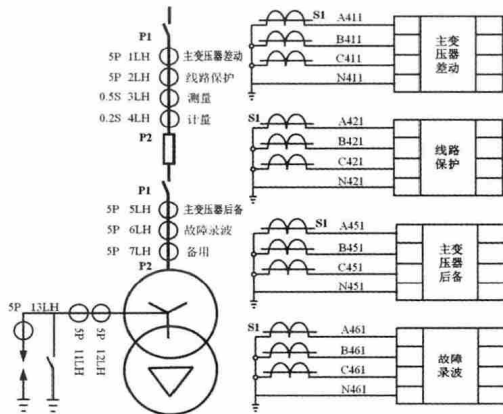 P1
5P 1LH 主变压器差动
5P 2LH 线路保护
0.5S 3LH 测量
0.2S 4LH 计量
P2
P1
5P 5LH 主变压器后备
5P 6LH 故障录波
5P 7LH 备用
P2
5P 13LH
5P 11LH
5P 12LH
S1 A411
B411
C411
N411
主变
压器
差动
S1 A421
B421
C421
N421
线路
保护
S1 A451
B451
C451
N451
主变
压器
后备
S1 A461
B461
C461
N461
故障
录波